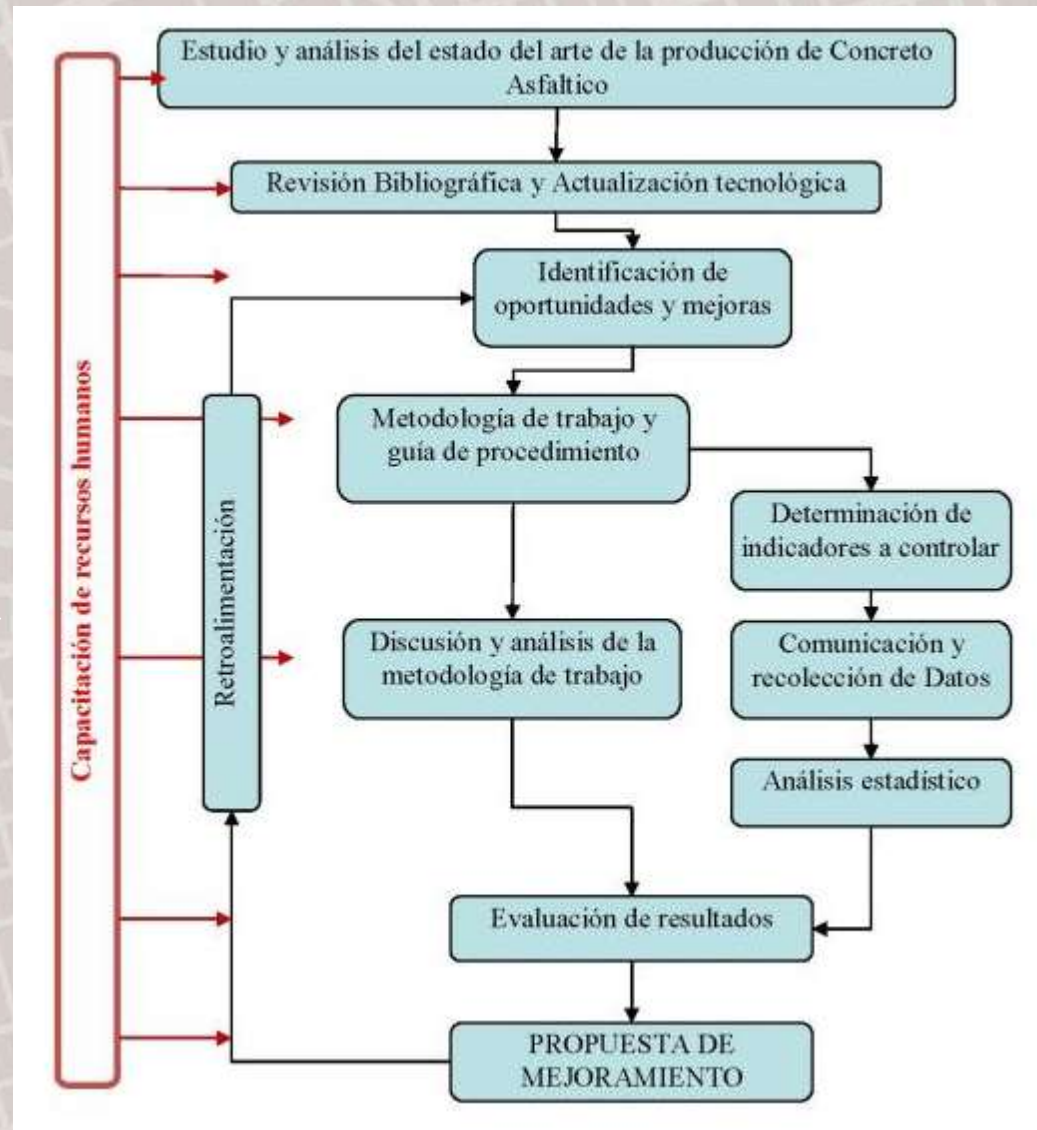 Estudio y análisis del estado del arte de la producción de Concreto
Asfaltico
Revisión Bibliográfica y Actualización tecnológica
Identificación de
oportunidades y mejoras
Metodología de trabajo y
guía de procedimiento
Determinación de
indicadores a controlar
Capacitación de recursos humanos
Retroalimentación
Discusión y análisis de la
metodología de trabajo
Comunicación y
recolección de Datos
Análisis estadístico
Evaluación de resultados
PROPUESTA DE
MEJORAMIENTO